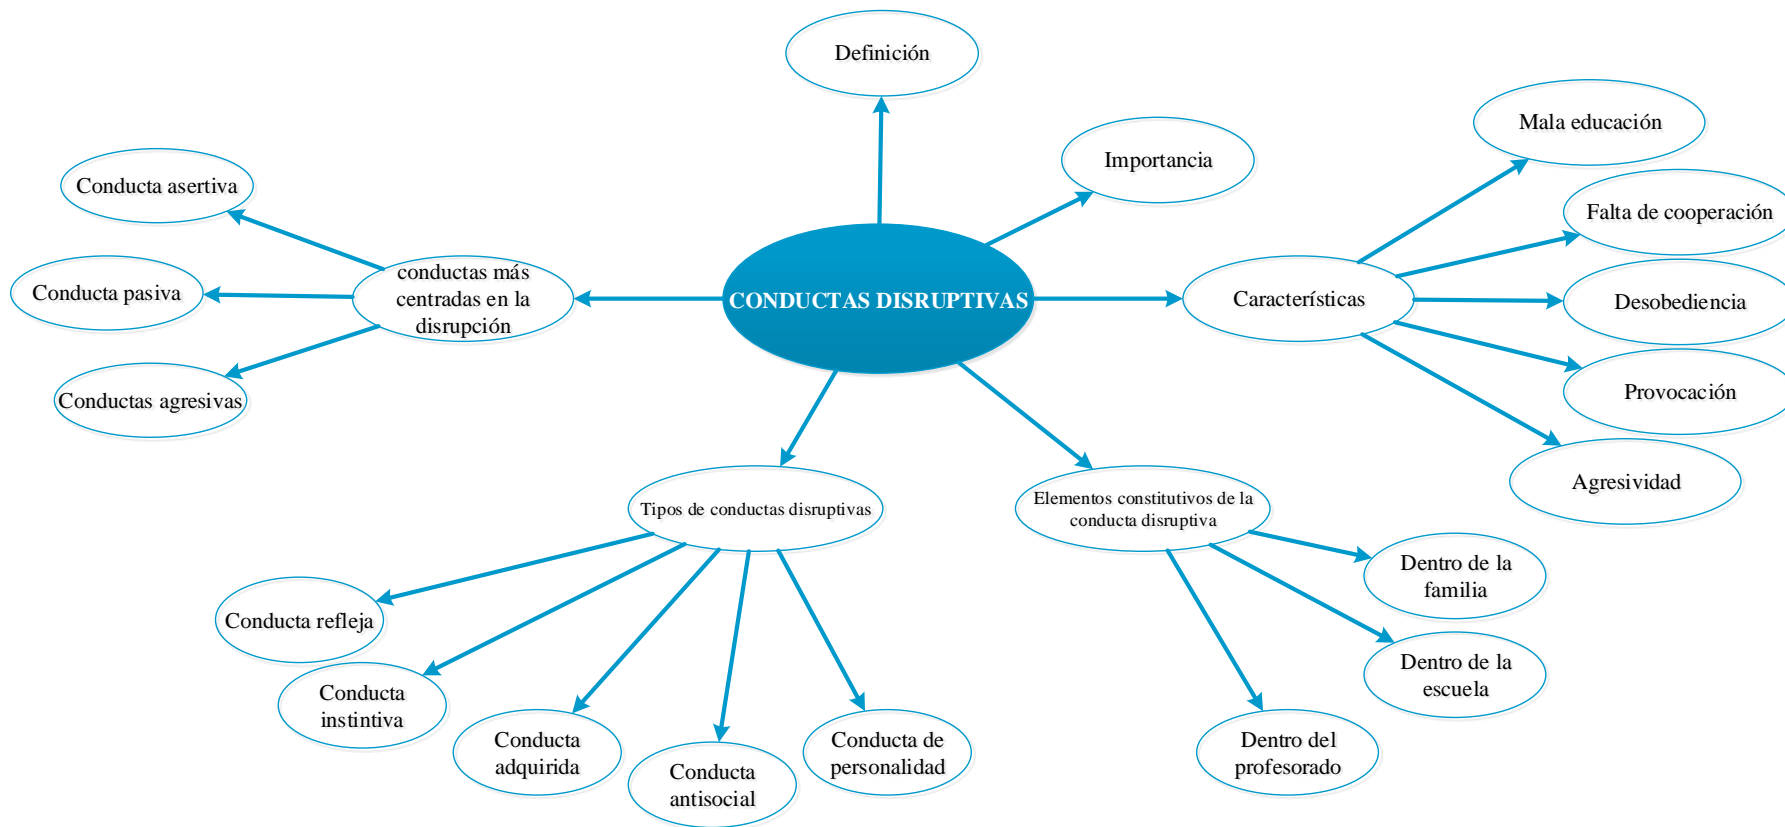 Definición
Importancia
Mala educación
Falta de cooperación
Desobediencia
Provocación
Agresividad
Características
CONDUCTAS DISRUPTIVAS
conductas más
centradas en la
disrupción
Conducta asertiva
Conducta pasiva
Conductas agresivas
Tipos de conductas disruptivas
Conducta refleja
Conducta
instintiva
Conducta
adquirida
Conducta
antisocial
Conducta de
personalidad
Elementos constitutivos de la
conducta disruptiva
Dentro de la
familia
Dentro de la
escuela
Dentro del
profesorado